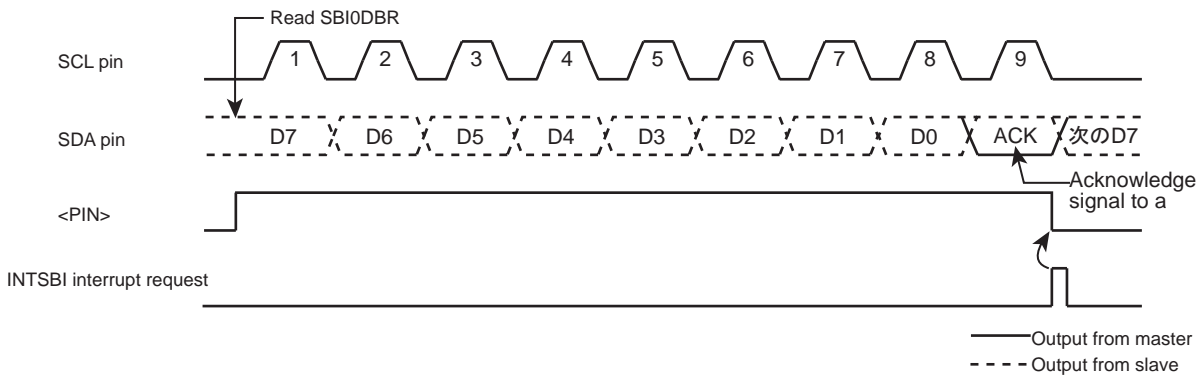 Read SBI0DBR
SCL pin
1 2 3 4 5 6 7 8 9
SDA pin
D7 D6 D5 D4 D3 D2 D1 D0 ACK 次のD7
Acknowledge
signal to a
<PIN>
INTSBI interrupt request
Output from master
Output from slave